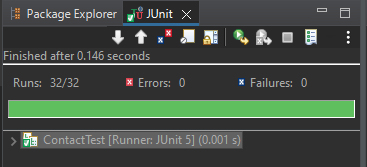 Package Explorer JUnit
Finished after 0.146 seconds
Runs: 32/32 Errors: 0 Failures: 0
ContactTest [Runner: JUnit 5] (0.001 s)